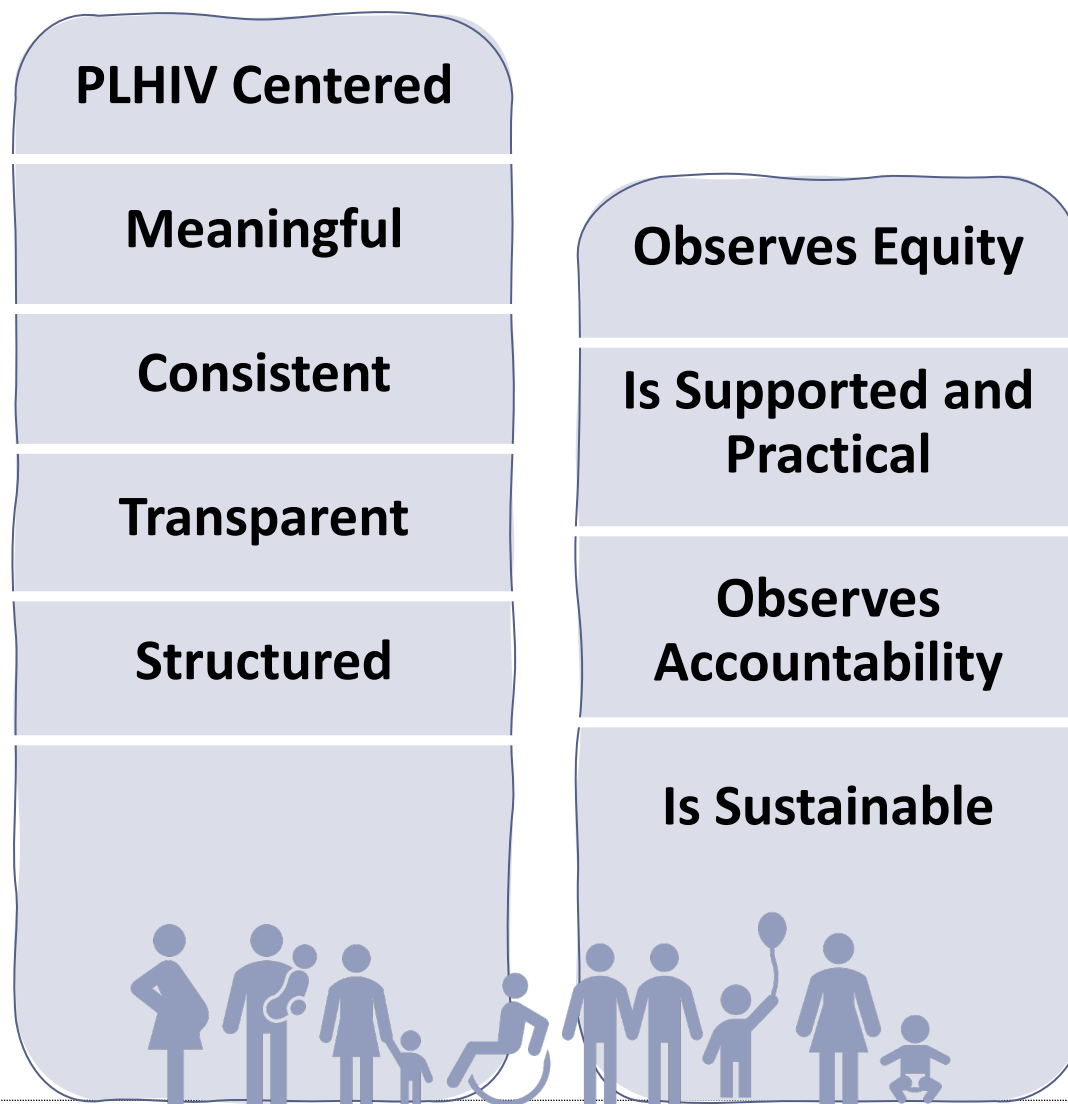 PLHIV Centered
Meaningful
Consistent
Transparent
Structured
Observes Equity
Is Supported and
Practical
Observes
Accountability
Is Sustainable